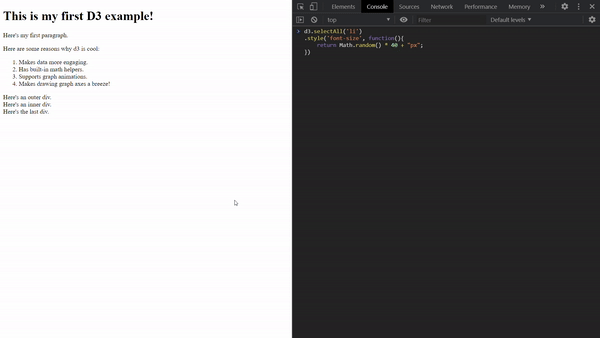 This is my first D3 example!
Here's my first paragraph.
Here are some reasons why d3 is cool:
1. Makes data more engaging.
2. Has built-in math helpers.
3. Supports graph animations.
4. Makes drawing graph axes a breeze!
Here's an outer div.
Here's an inner div.
Here's the last div.
Elements Console Sources Network Performance Memory »
top Filter Default levels
> d3.selectAll('li')
.style('font-size', function(){
return Math.random() * 40 + "px";
})